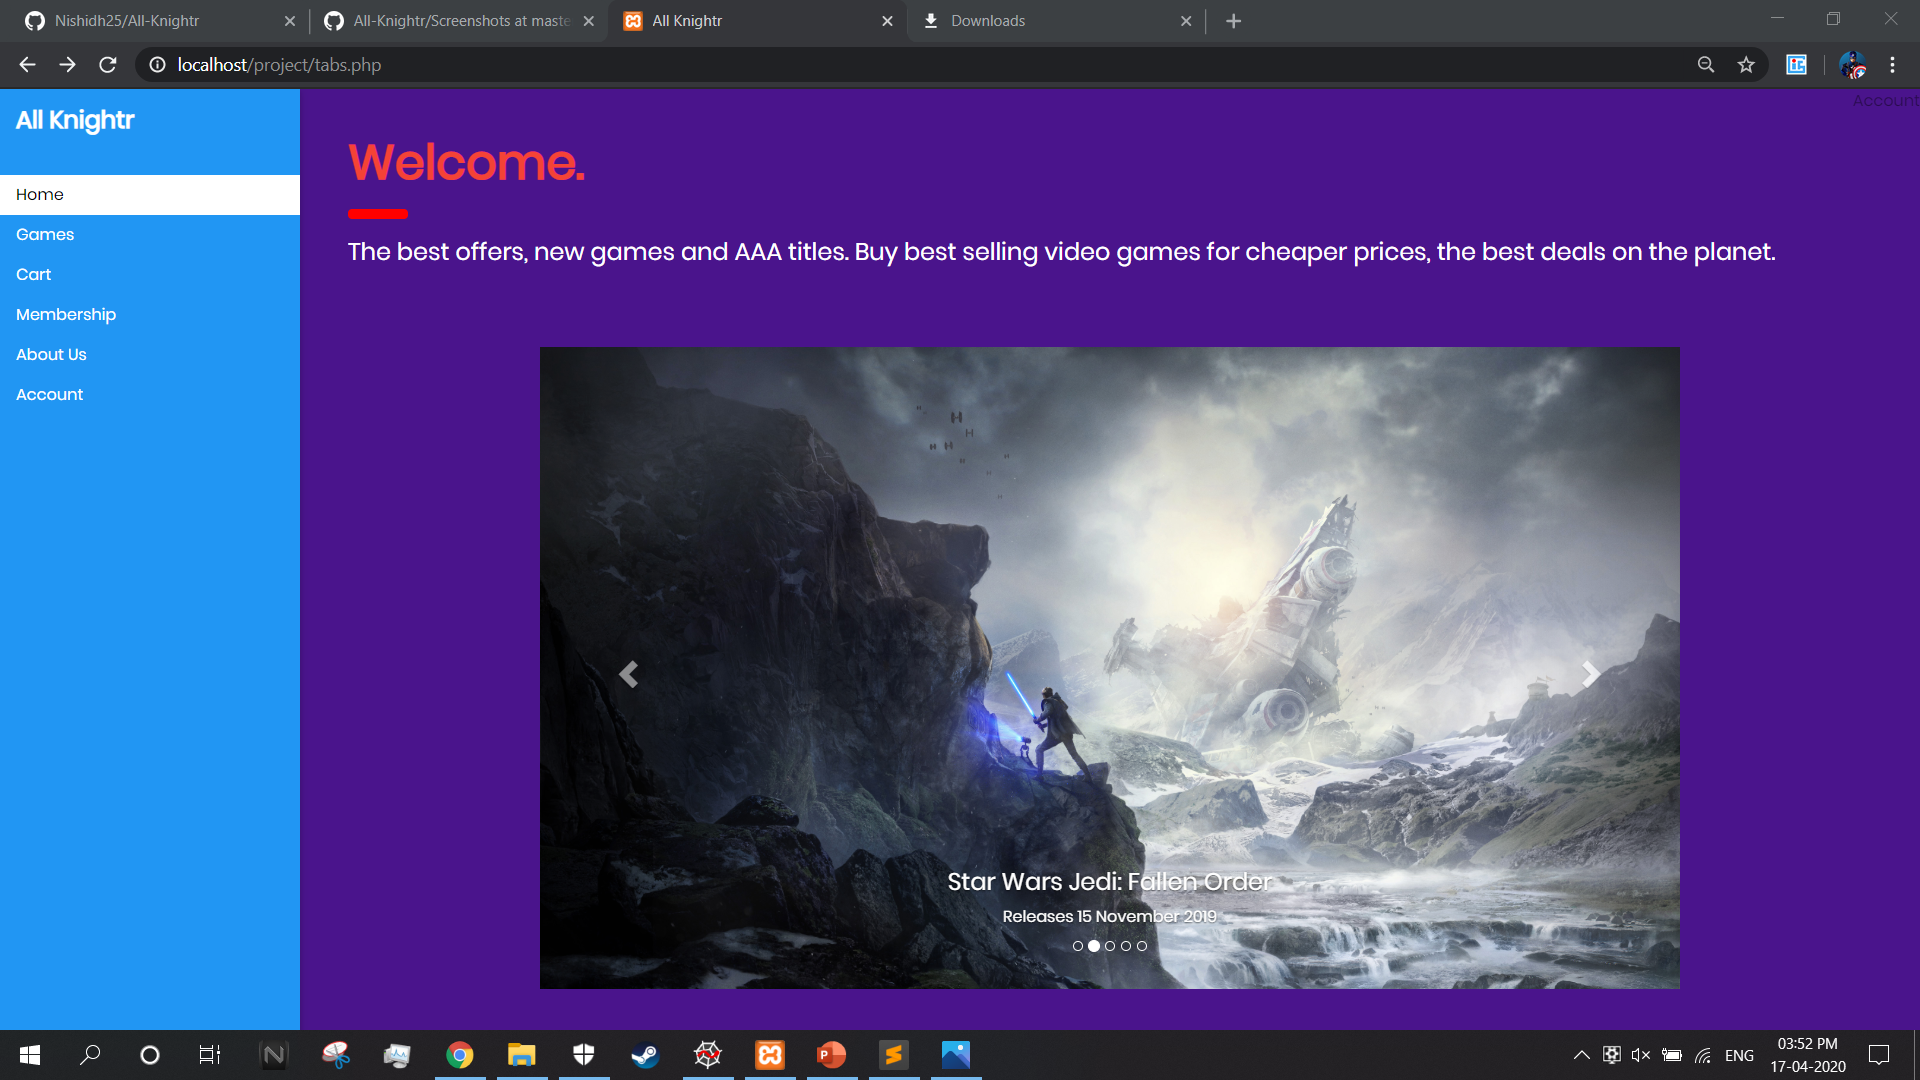 Nishidh25/All-Knightr
All-Knightr/Screenshots at maste
All Knightr
Downloads
localhost/project/tabs.php
All Knightr
Account
Home
Games
Cart
Membership
About Us
Account
Welcome.
The best offers, new games and AAA titles. Buy best selling video games for cheaper prices, the best deals on the planet.
Star Wars Jedi: Fallen Order
Releases 15 November 2019
ENG
03:52 PM
17-04-2020